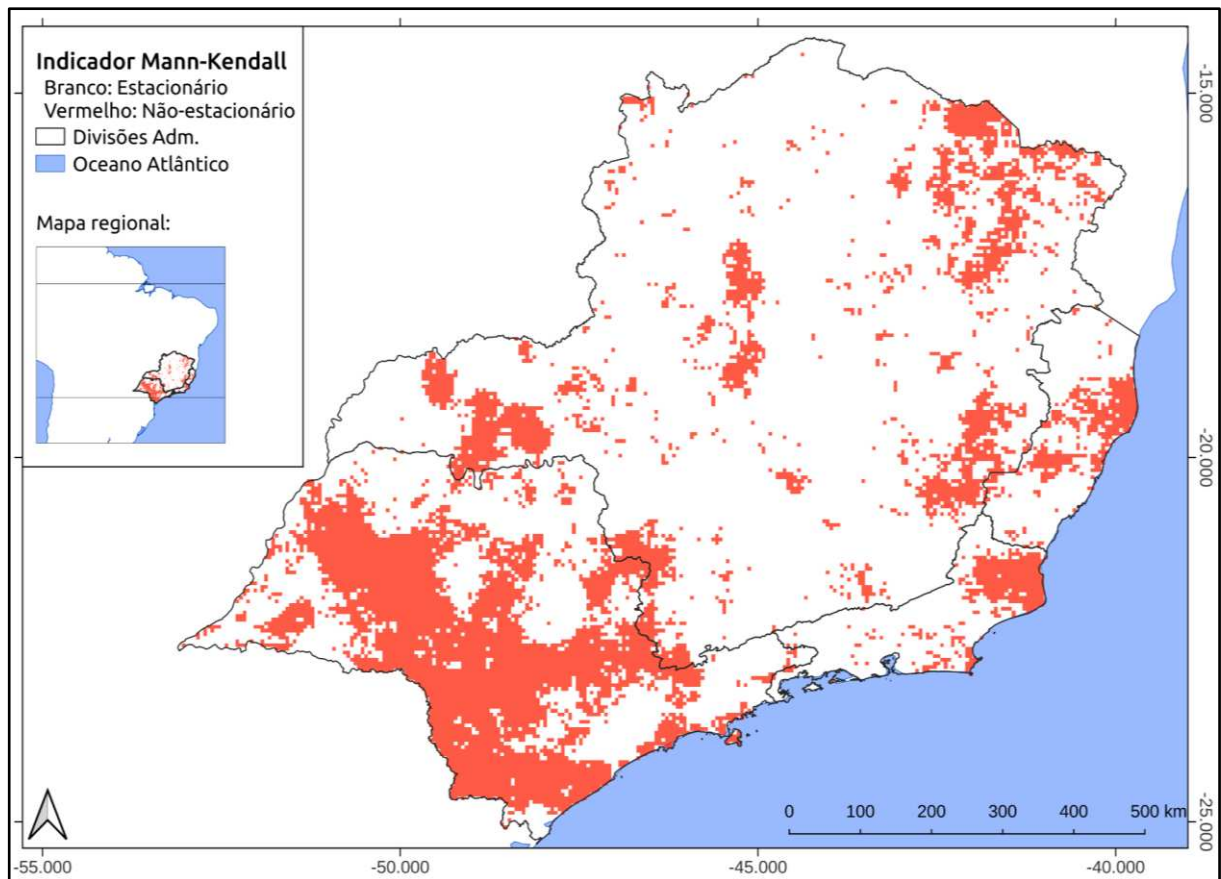 Indicador Mann-Kendall
Branco: Estacionário
Vermelho: Não-estacionário
Divisões Adm.
Oceano Atlântico
Mapa regional:
-15.000
-20.000
-25.000
0 100 200 300 400 500 km
-55.000 -50.000 -45.000 -40.000